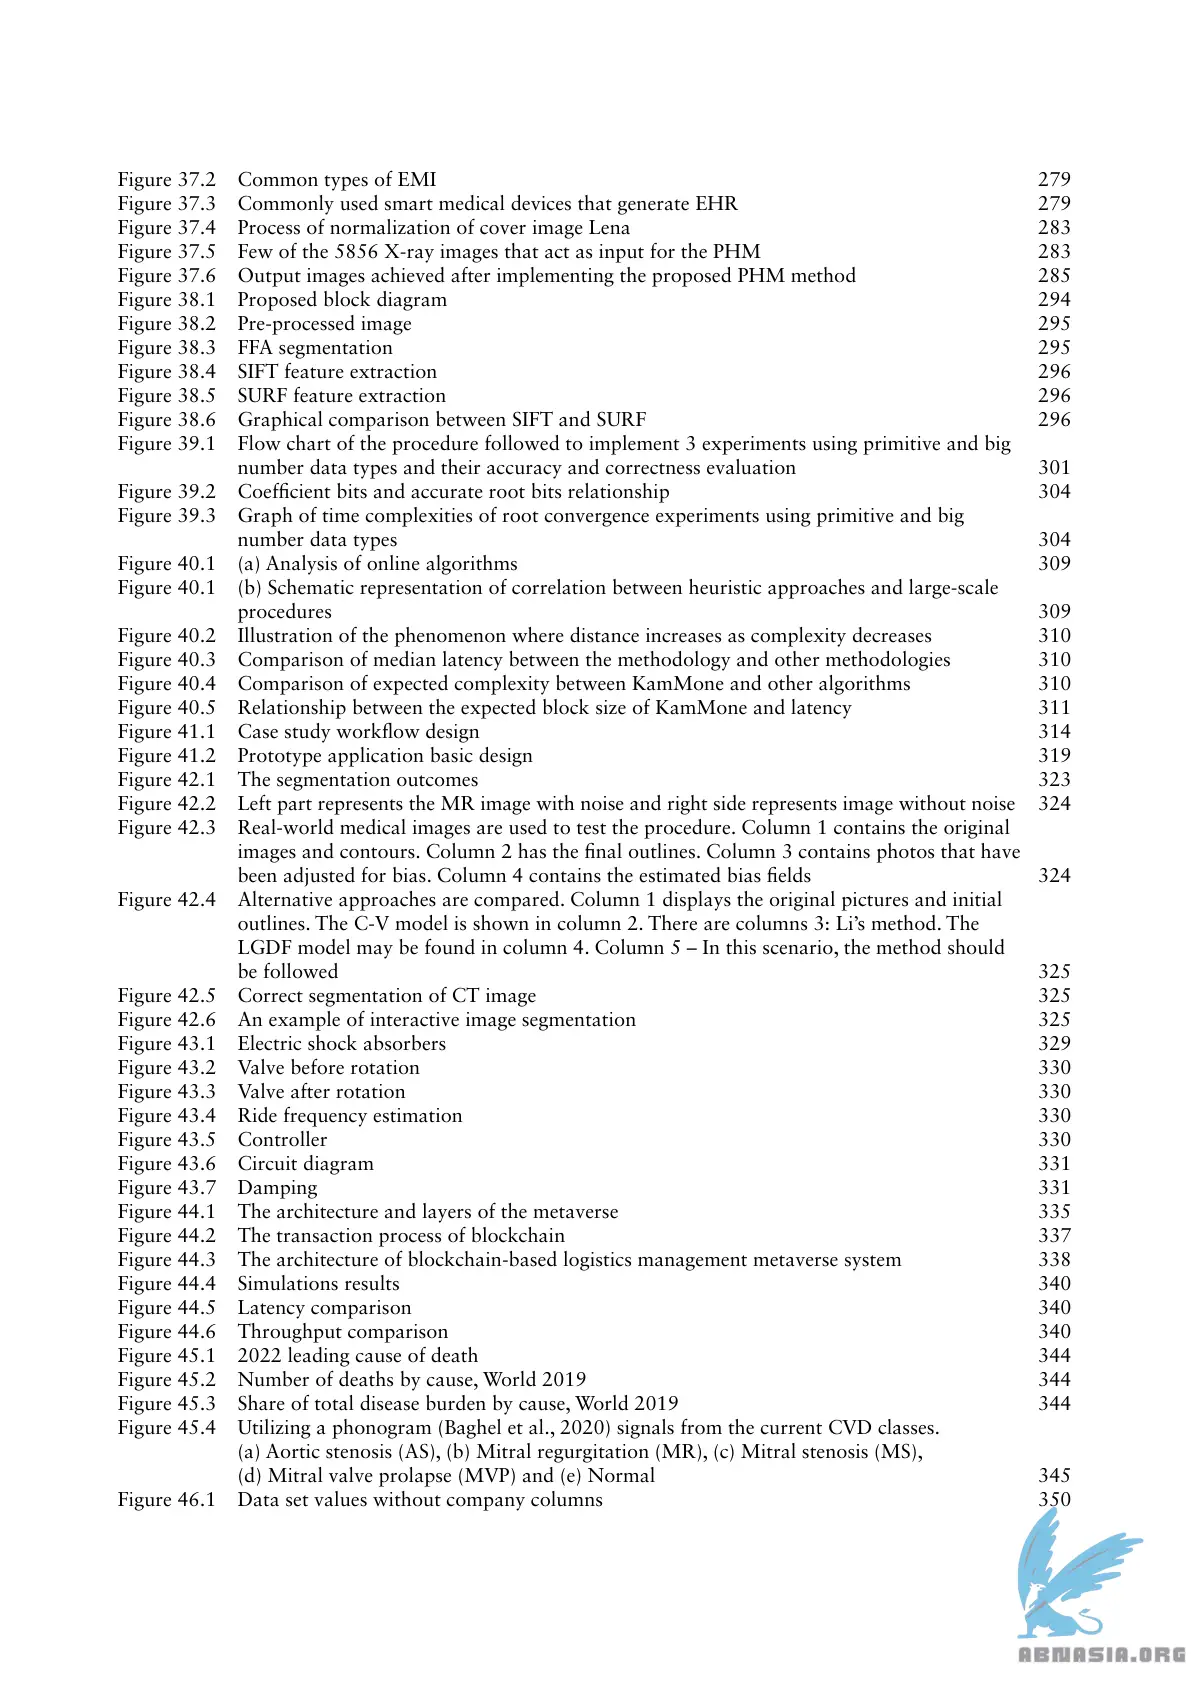 Figure 37.2 Common types of EMI 279
Figure 37.3 Commonly used smart medical devices that generate EHR 279
Figure 37.4 Process of normalization of cover image Lena 283
Figure 37.5 Few of the 5856 X-ray images that act as input for the PHM 283
Figure 37.6 Output images achieved after implementing the proposed PHM method 285
Figure 38.1 Proposed block diagram 294
Figure 38.2 Pre-processed image 295
Figure 38.3 FFA segmentation 295
Figure 38.4 SIFT feature extraction 296
Figure 38.5 SURF feature extraction 296
Figure 38.6 Graphical comparison between SIFT and SURF 296
Figure 39.1 Flow chart of the procedure followed to implement 3 experiments using primitive and big
number data types and their accuracy and correctness evaluation 301
Figure 39.2 Coefficient bits and accurate root bits relationship 304
Figure 39.3 Graph of time complexities of root convergence experiments using primitive and big
number data types 304
Figure 40.1 (a) Analysis of online algorithms 309
Figure 40.1 (b) Schematic representation of correlation between heuristic approaches and large-scale
procedures 309
Figure 40.2 Illustration of the phenomenon where distance increases as complexity decreases 310
Figure 40.3 Comparison of median latency between the methodology and other methodologies 310
Figure 40.4 Comparison of expected complexity between KamMone and other algorithms 310
Figure 40.5 Relationship between the expected block size of KamMone and latency 311
Figure 41.1 Case study workflow design 314
Figure 41.2 Prototype application basic design 319
Figure 42.1 The segmentation outcomes 323
Figure 42.2 Left part represents the MR image with noise and right side represents image without noise 324
Figure 42.3 Real-world medical images are used to test the procedure. Column 1 contains the original
images and contours. Column 2 has the final outlines. Column 3 contains photos that have
been adjusted for bias. Column 4 contains the estimated bias fields 324
Figure 42.4 Alternative approaches are compared. Column 1 displays the original pictures and initial
outlines. The C-V model is shown in column 2. There are columns 3: Li's method. The
LGDF model may be found in column 4. Column 5 – In this scenario, the method should
be followed 325
Figure 42.5 Correct segmentation of CT image 325
Figure 42.6 An example of interactive image segmentation 325
Figure 43.1 Electric shock absorbers 329
Figure 43.2 Valve before rotation 330
Figure 43.3 Valve after rotation 330
Figure 43.4 Ride frequency estimation 330
Figure 43.5 Controller 330
Figure 43.6 Circuit diagram 331
Figure 43.7 Damping 331
Figure 44.1 The architecture and layers of the metaverse 335
Figure 44.2 The transaction process of blockchain 337
Figure 44.3 The architecture of blockchain-based logistics management metaverse system 338
Figure 44.4 Simulations results 340
Figure 44.5 Latency comparison 340
Figure 44.6 Throughput comparison 340
Figure 45.1 2022 leading cause of death 344
Figure 45.2 Number of deaths by cause, World 2019 344
Figure 45.3 Share of total disease burden by cause, World 2019 344
Figure 45.4 Utilizing a phonogram (Baghel et al., 2020) signals from the current CVD classes.
(a) Aortic stenosis (AS), (b) Mitral regurgitation (MR), (c) Mitral stenosis (MS),
(d) Mitral valve prolapse (MVP) and (e) Normal 345
Figure 46.1 Data set values without company columns 350
ABNASIA.ORG